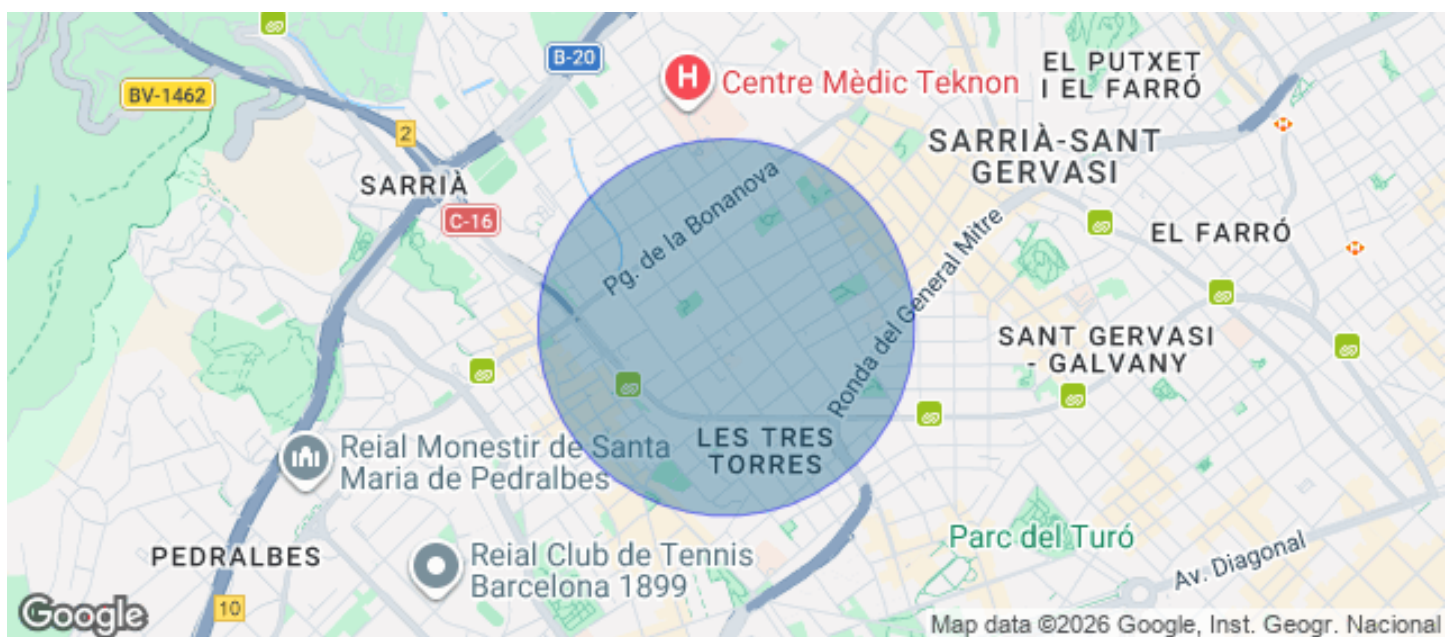 EL PUTXET
I EL FARRÓ
B-20
Centre Mèdic Teknon
BV-1462
2
SARRIÀ-SANT
GERVASI
SARRIÀ
Pg. de la Bonanova
C-16
EL FARRÓ
Ronda del General Mitre
SANT GERVASI
- GALVANY
LES TRES
TORRES
Reial Monestir de Santa
Maria de Pedralbes
Parc del Turó
PEDRALBES
Reial Club de Tennis
Barcelona 1899
Av. Diagonal
10
Google
Map data ©2026 Google, Inst. Geogr. Nacional